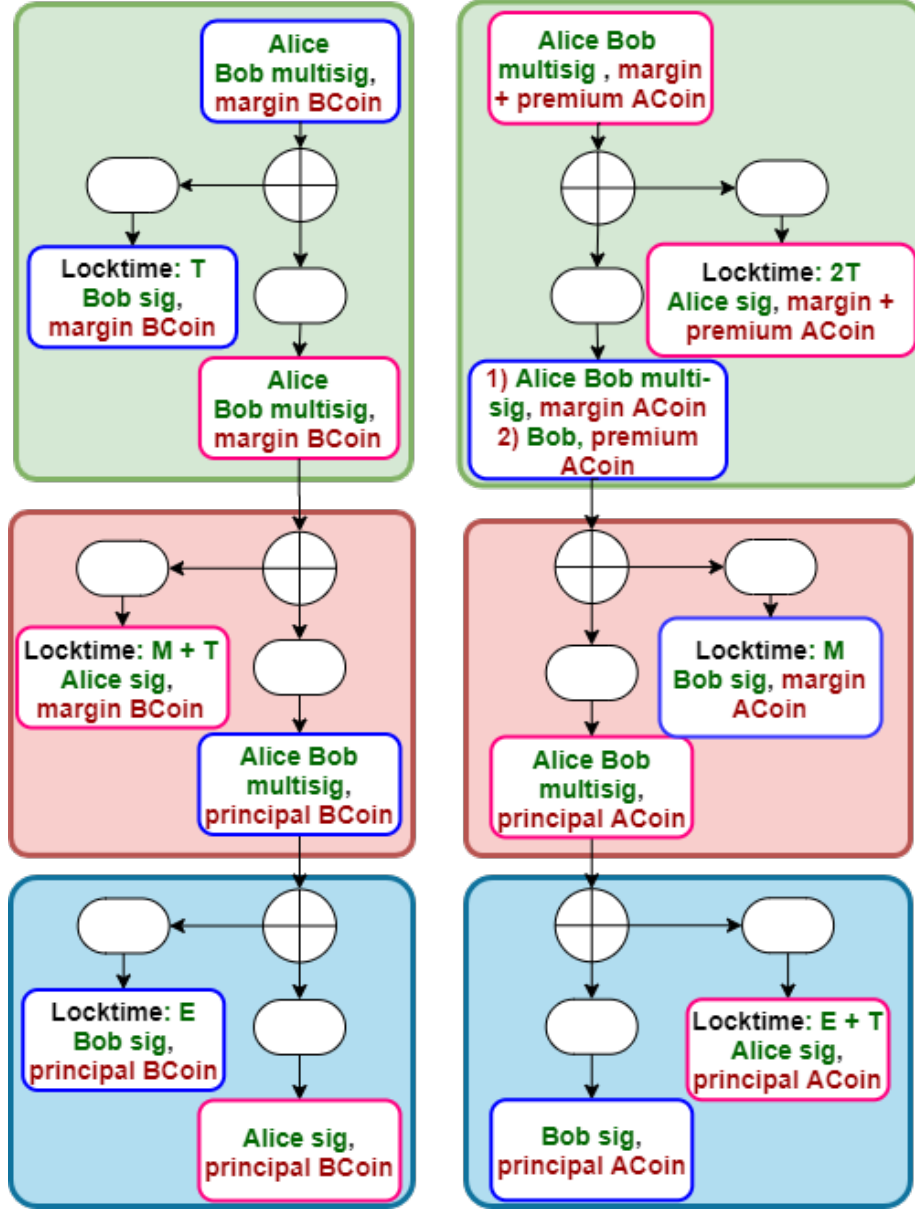 Alice
Bob multisig,
margin BCoin
Locktime: T
Bob sig,
margin BCoin
Alice
Bob multisig,
margin BCoin
Alice Bob
multisig , margin
+ premium ACoin
Locktime: 2T
Alice sig, margin +
premium ACoin
1) Alice Bob multi-
sig, margin ACoin
2) Bob, premium
ACoin
Locktime: M + T
Alice sig,
margin BCoin
Alice Bob
multisig,
principal BCoin
Locktime: M
Bob sig, margin
ACoin
Alice Bob
multisig,
principal ACoin
Locktime: E
Bob sig,
principal BCoin
Alice sig,
principal BCoin
Locktime: E + T
Alice sig,
principal ACoin
Bob sig,
principal ACoin